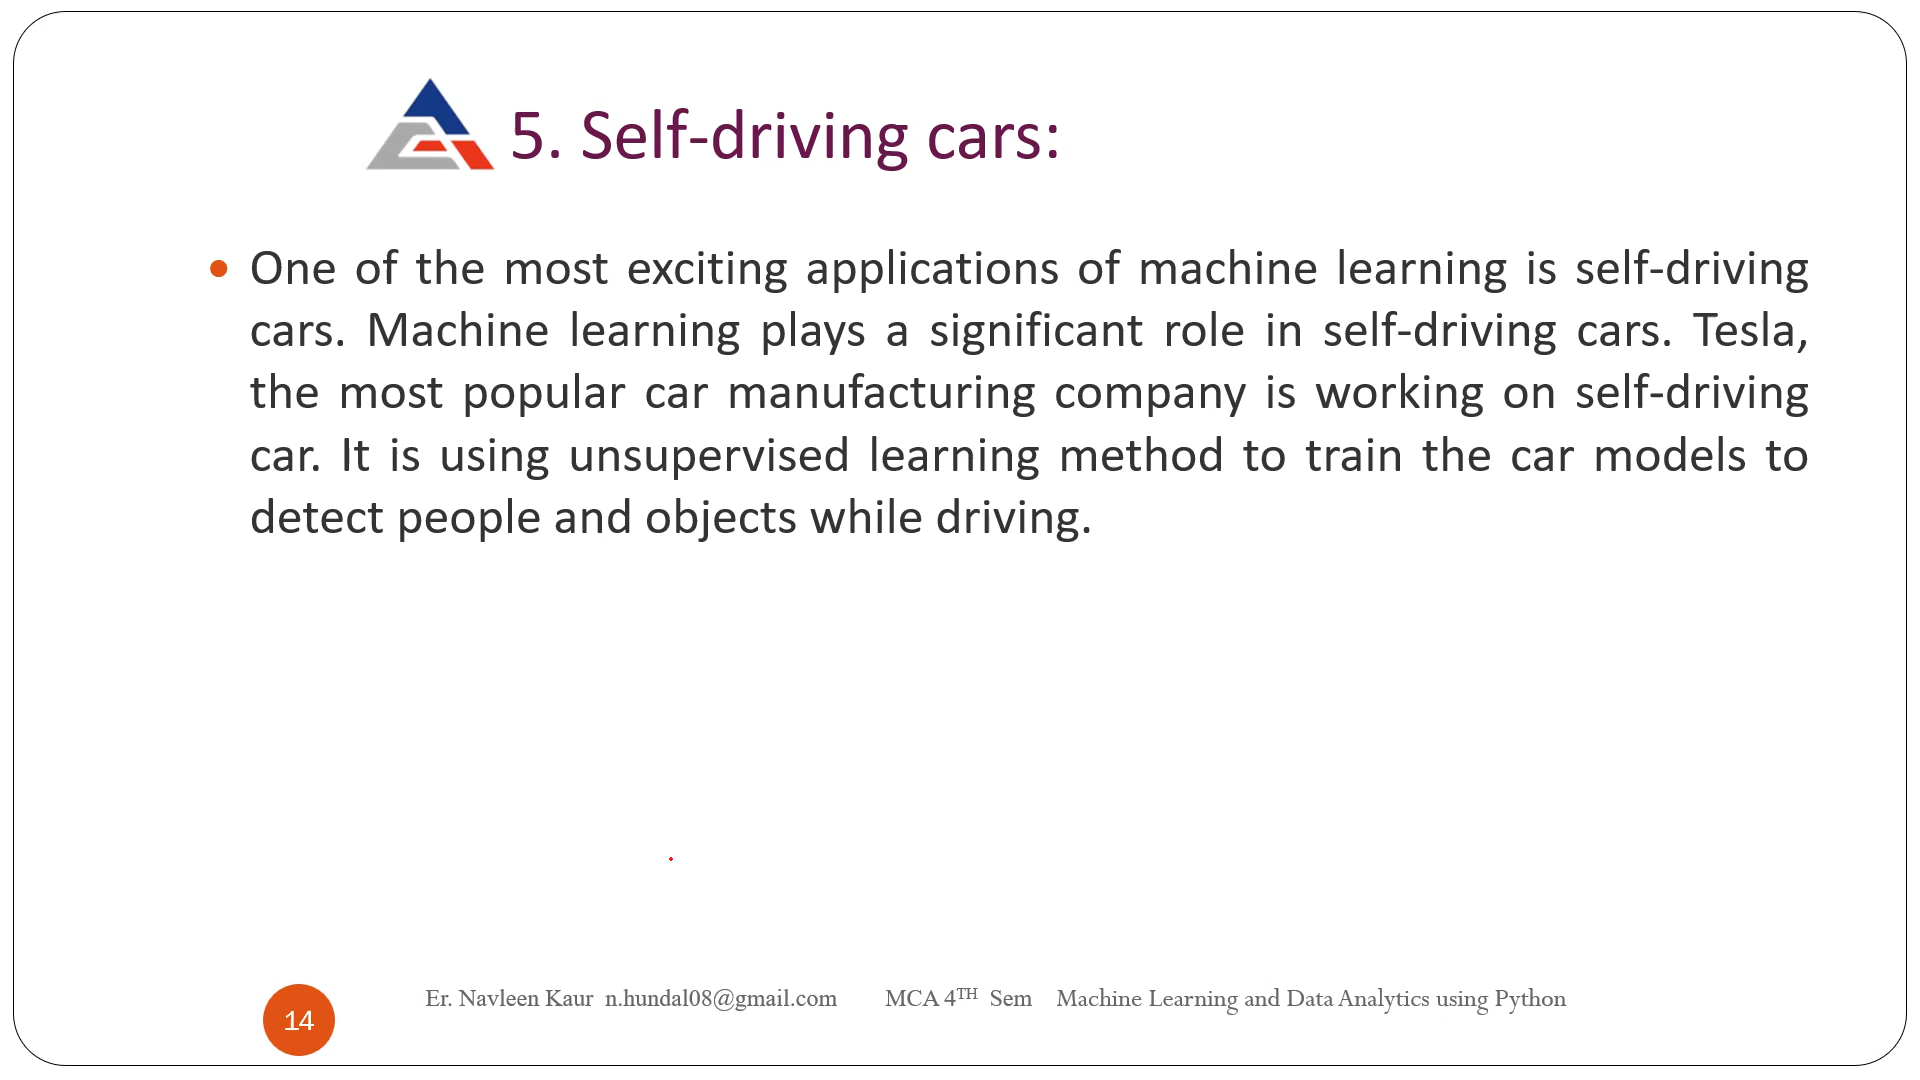 5. Self-driving cars:
One of the most exciting applications of machine learning is self-driving
cars. Machine learning plays a significant role in self-driving cars. Tesla,
the most popular car manufacturing company is working on self-driving
car. It is using unsupervised learning method to train the car models to
detect people and objects while driving.
14
Er. Navleen Kaur n.hundal08@gmail.com MCA 4TH Sem Machine Learning and Data Analytics using Python